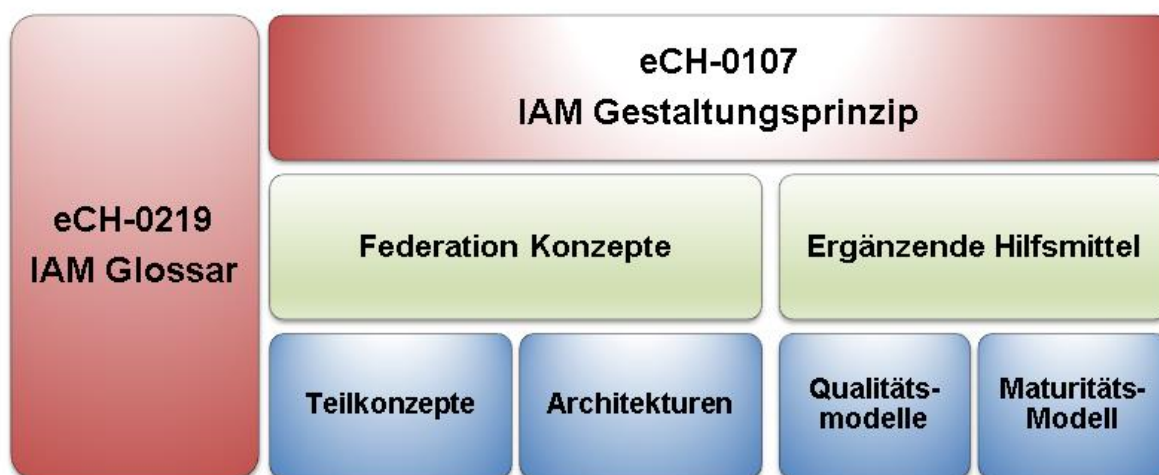 eCH-0219
IAM Glossar
eCH-0107
IAM Gestaltungsprinzip
Federation Konzepte
Ergänzende Hilfsmittel
Teilkonzepte
Architekturen
Qualitäts-
modelle
Maturitäts-
Modell